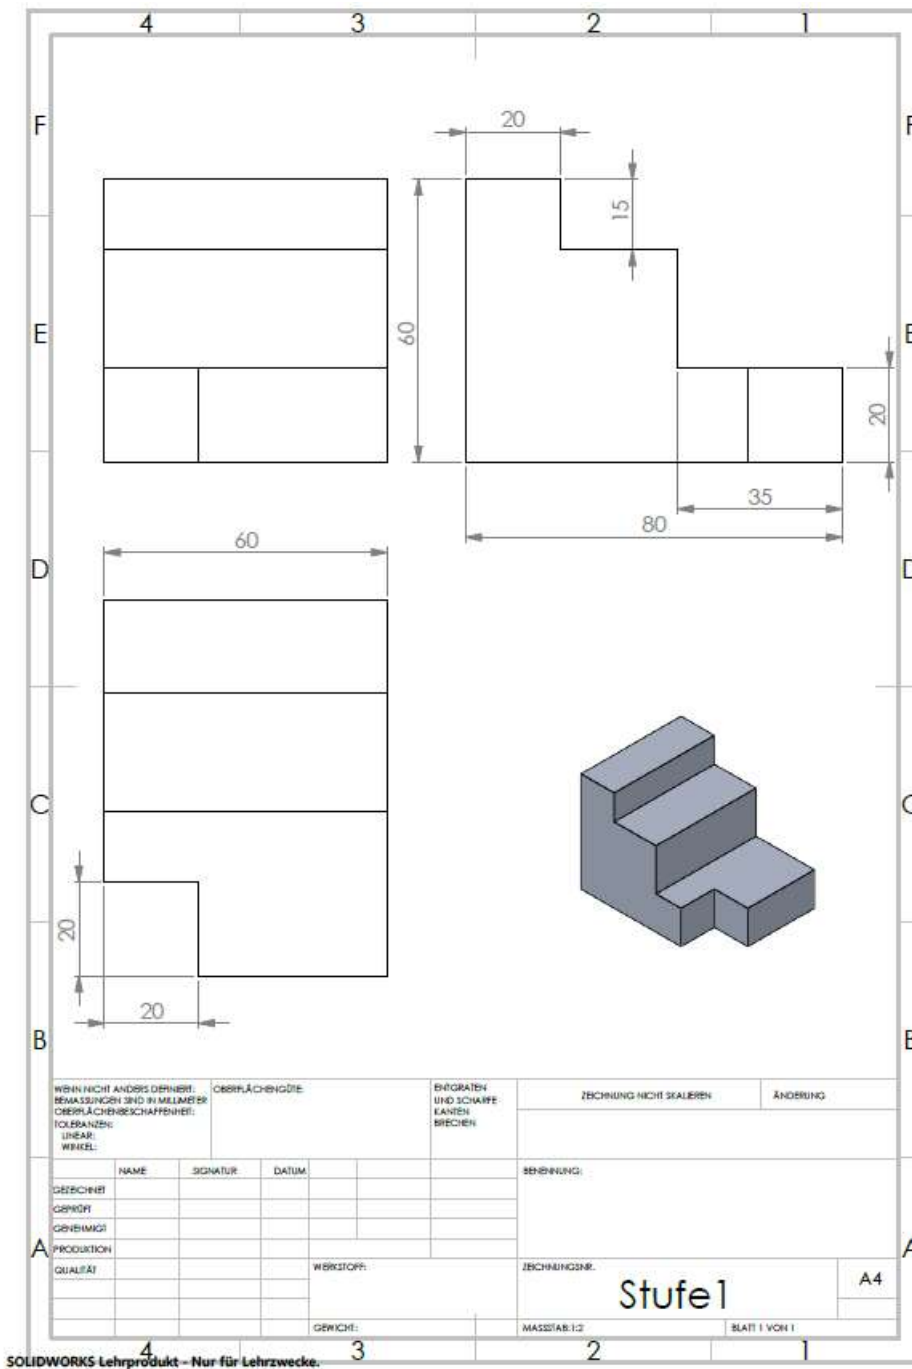 4 3 2 1
F F
20
15
E E
60
20
35
80
60
D D
C C
20
20
B B
WENN NICHT ANDERS DEFINIERT:
BEMASSUNGEN SIND IN MILLIMETER
OBERFLÄCHENBESCHAFFENHEIT:
TOLERANZEN:
LINEAR:
WINKEL:
OBERFLÄCHENGÜTE:
ENTGRATEN
UND SCHARFE
KANTEN
BRECHEN
ZEICHNUNG NICHT SKALIEREN
ÄNDERUNG
NAME SIGNATUR DATUM
BENENNUNG:
GEZEICHNET
GEPRÜFT
GENEHMIGT
A A
PRODUKTION
QUALITÄT
WERKSTOFF:
ZEICHNUNGSNR.
Stufe1
A4
GEWICHT:
MASSSTAB:1:2
BLATT 1 VON 1
4 3 2 1
SOLIDWORKS Lehrprodukt - Nur für Lehrzwecke.